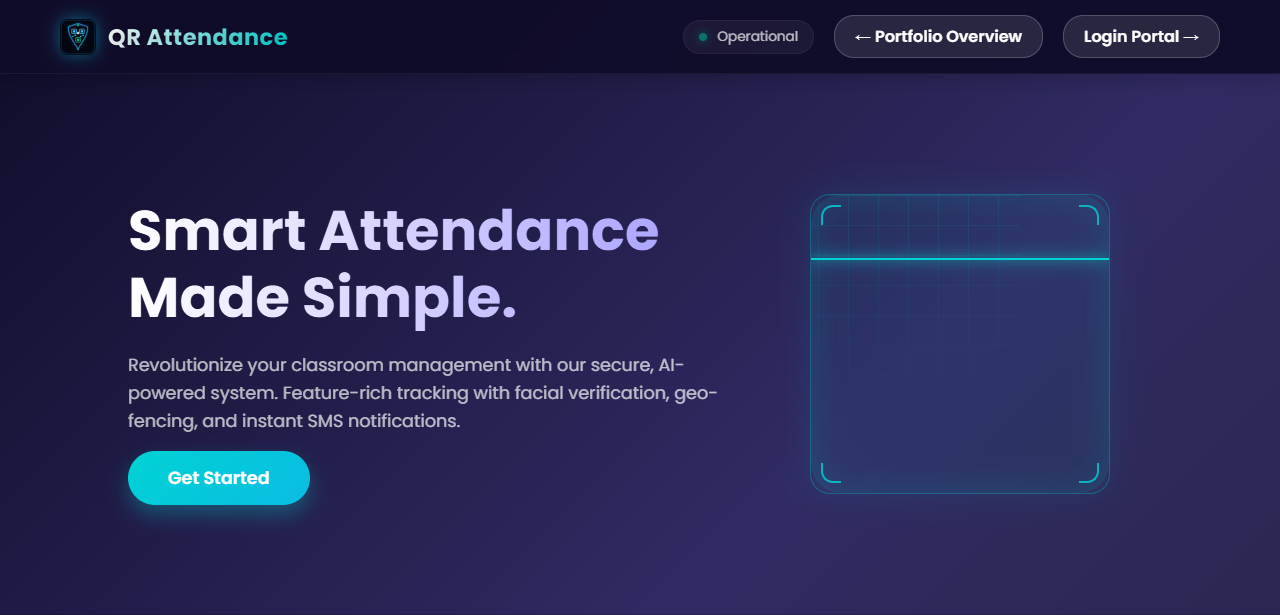 QR Attendance
Operational
← Portfolio Overview
Login Portal →
Smart Attendance
Made Simple.
Revolutionize your classroom management with our secure, AI-
powered system. Feature-rich tracking with facial verification, geo-
fencing, and instant SMS notifications.
Get Started